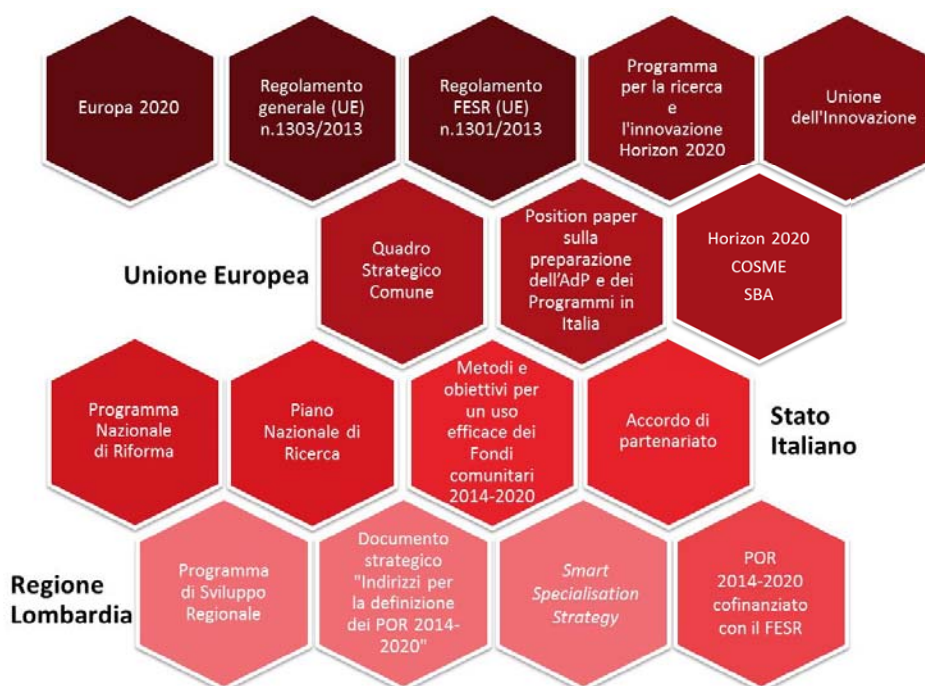 Europa 2020
Regolamento
generale (UE)
n.1303/2013
Regolamento
FESR (UE)
n.1301/2013
Programma
per la ricerca
e
l'innovazione
Horizon 2020
Unione
dell'Innovazione
Unione Europea
Quadro
Strategico
Comune
Position paper
sulla
preparazione
dell'AdP e dei
Programmi in
Italia
Horizon 2020
COSME
SBA
Programma
Nazionale
di Riforma
Piano
Nazionale di
Ricerca
Metodi e
obiettivi per
un uso
efficace dei
Fondi
comunitari
2014-2020
Accordo di
partenariato
Stato
Italiano
Regione
Lombardia
Programma
di Sviluppo
Regionale
Documento
strategico
"Indirizzi per
la definizione
dei POR 2014-
2020"
Smart
Specialisation
Strategy
POR
2014-2020
cofinanziato
con il FESR